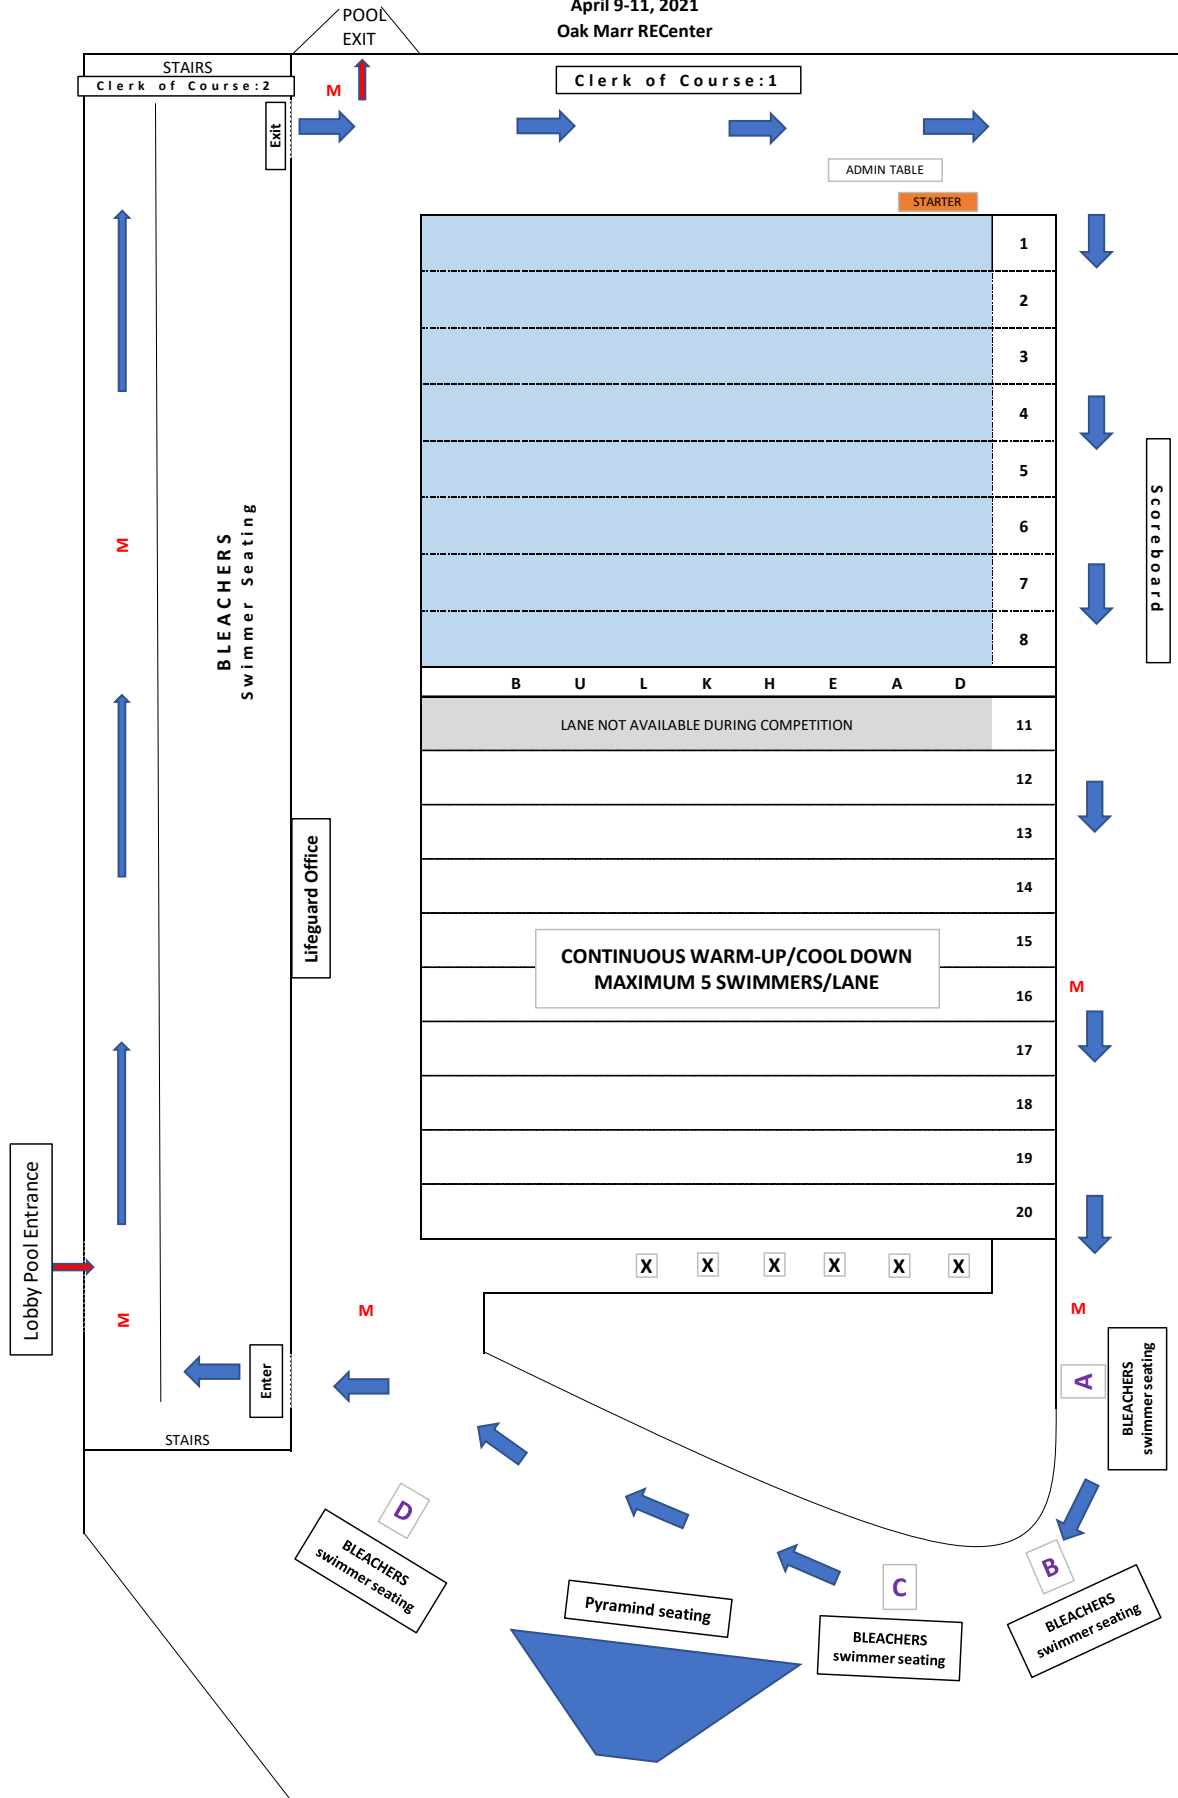 April 9-11, 2021
Oak Marr RECenter
POOL
EXIT
STAIRS
Clerk of Course:2
M
Clerk of Course:1
Exit
ADMIN TABLE
STARTER
1
2
3
4
5
6
7
8
Scoreboard
M
BLEACHERS
Swimmer Seating
B U L K H E A D
LANE NOT AVAILABLE DURING COMPETITION
11
12
13
14
15
16
17
18
19
20
Lifeguard Office
CONTINUOUS WARM-UP/COOL DOWN
MAXIMUM 5 SWIMMERS/LANE
M
Lobby Pool Entrance
X X X X X X
M
M
M
Enter
A
BLEACHERS
swimmer seating
STAIRS
D
BLEACHERS
swimmer seating
B
BLEACHERS
swimmer seating
C
BLEACHERS
swimmer seating
Pyramind seating